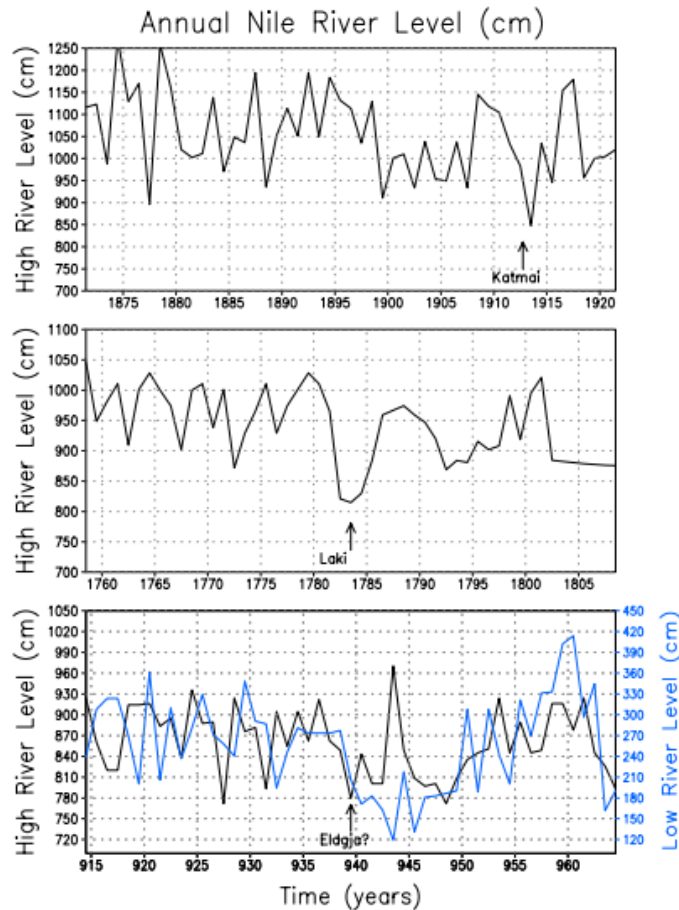 Annual Nile River Level (cm)
High River Level (cm)
1250
1200
1150
1100
1050
1000
950
900
850
800
750
700
Katmai
1875 1880 1885 1890 1895 1900 1905 1910 1915 1920
High River Level (cm)
1100
1050
1000
950
900
850
800
750
700
Laki
1760 1765 1770 1775 1780 1785 1790 1795 1800 1805
High River Level (cm)
1050 450
1020 420
990 390
960 360
930 330
900 300
870 270
840 240
810 210
780 180
750 150
720 120
Low River Level (cm)
Eldgja?
915 920 925 930 935 940 945 950 955 960
Time (years)